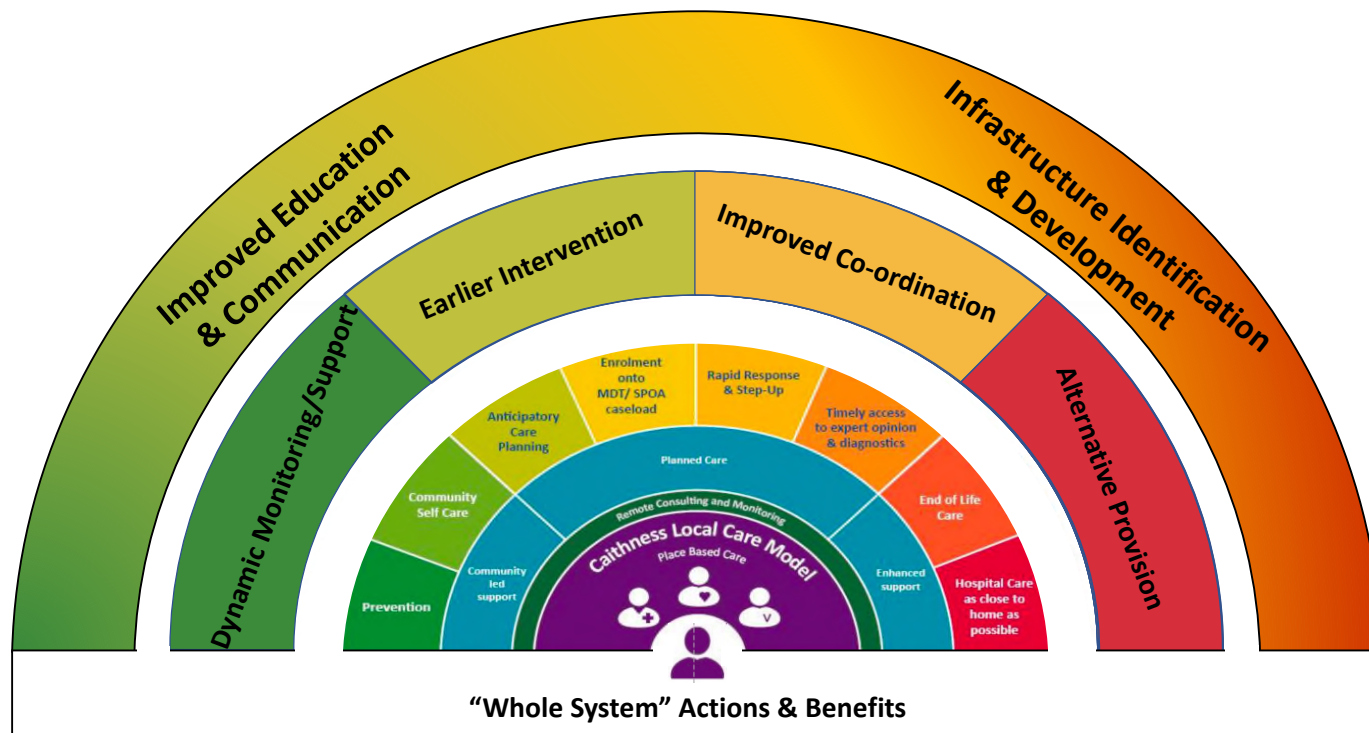 Improved Education
& Communication
Infrastructure Identification
& Development
Dynamic Monitoring/Support
Earlier Intervention
Improved Co-ordination
Alternative Provision
Prevention
Community
Self Care
Anticipatory
Care
Planning
Enrolment
onto
MDT/ SPOA
caseload
Rapid Response
& Step-Up
Timely access
to expert opinion
& diagnostics
End of Life
Care
Hospital Care
as close to
home as
possible
Community
led
support
Planned Care
Enhanced
support
Remote Consulting and Monitoring
Caithness Local Care Model
Place Based Care
V
“Whole System” Actions & Benefits